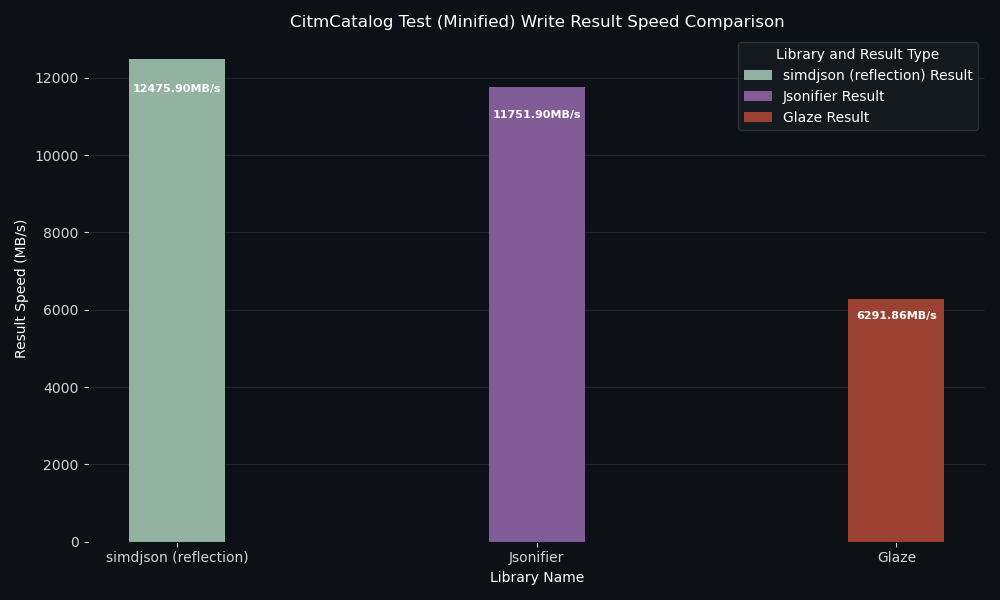 CitmCatalog Test (Minified) Write Result Speed Comparison
Library and Result Type
simdjson (reflection) Result
Jsonifier Result
Glaze Result
Result Speed (MB/s)
12000
10000
8000
6000
4000
2000
0
12475.90MB/s
11751.90MB/s
6291.86MB/s
simdjson (reflection)
Jsonifier
Glaze
Library Name